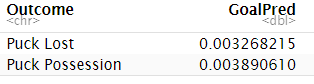 Outcome GoalPred
<chr> <dbl>
Puck Lost 0.003268215
Puck Possession 0.003890610